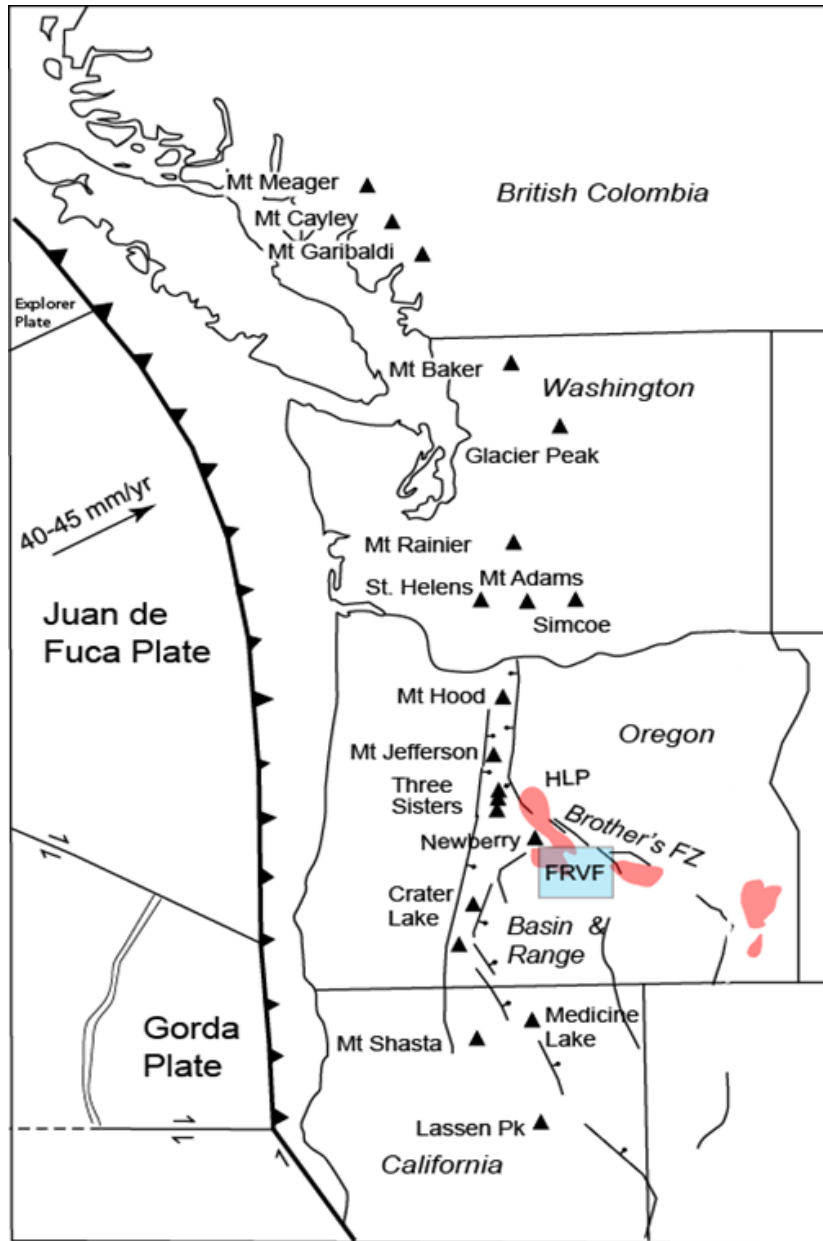 Mt Meager
British Colombia
Mt Cayley
Mt Garibaldi
Explorer
Plate
Mt Baker
Washington
Glacier Peak
40-45 mm/yr
Mt Rainier
St. Helens
Mt Adams
Simcoe
Juan de
Fuca Plate
Mt Hood
Oregon
Mt Jefferson
HLP
Three
Sisters
Brother's FZ
Newberry
FRVF
Crater
Lake
Basin &
Range
Gorda
Plate
Medicine
Lake
Mt Shasta
Lassen Pk
California